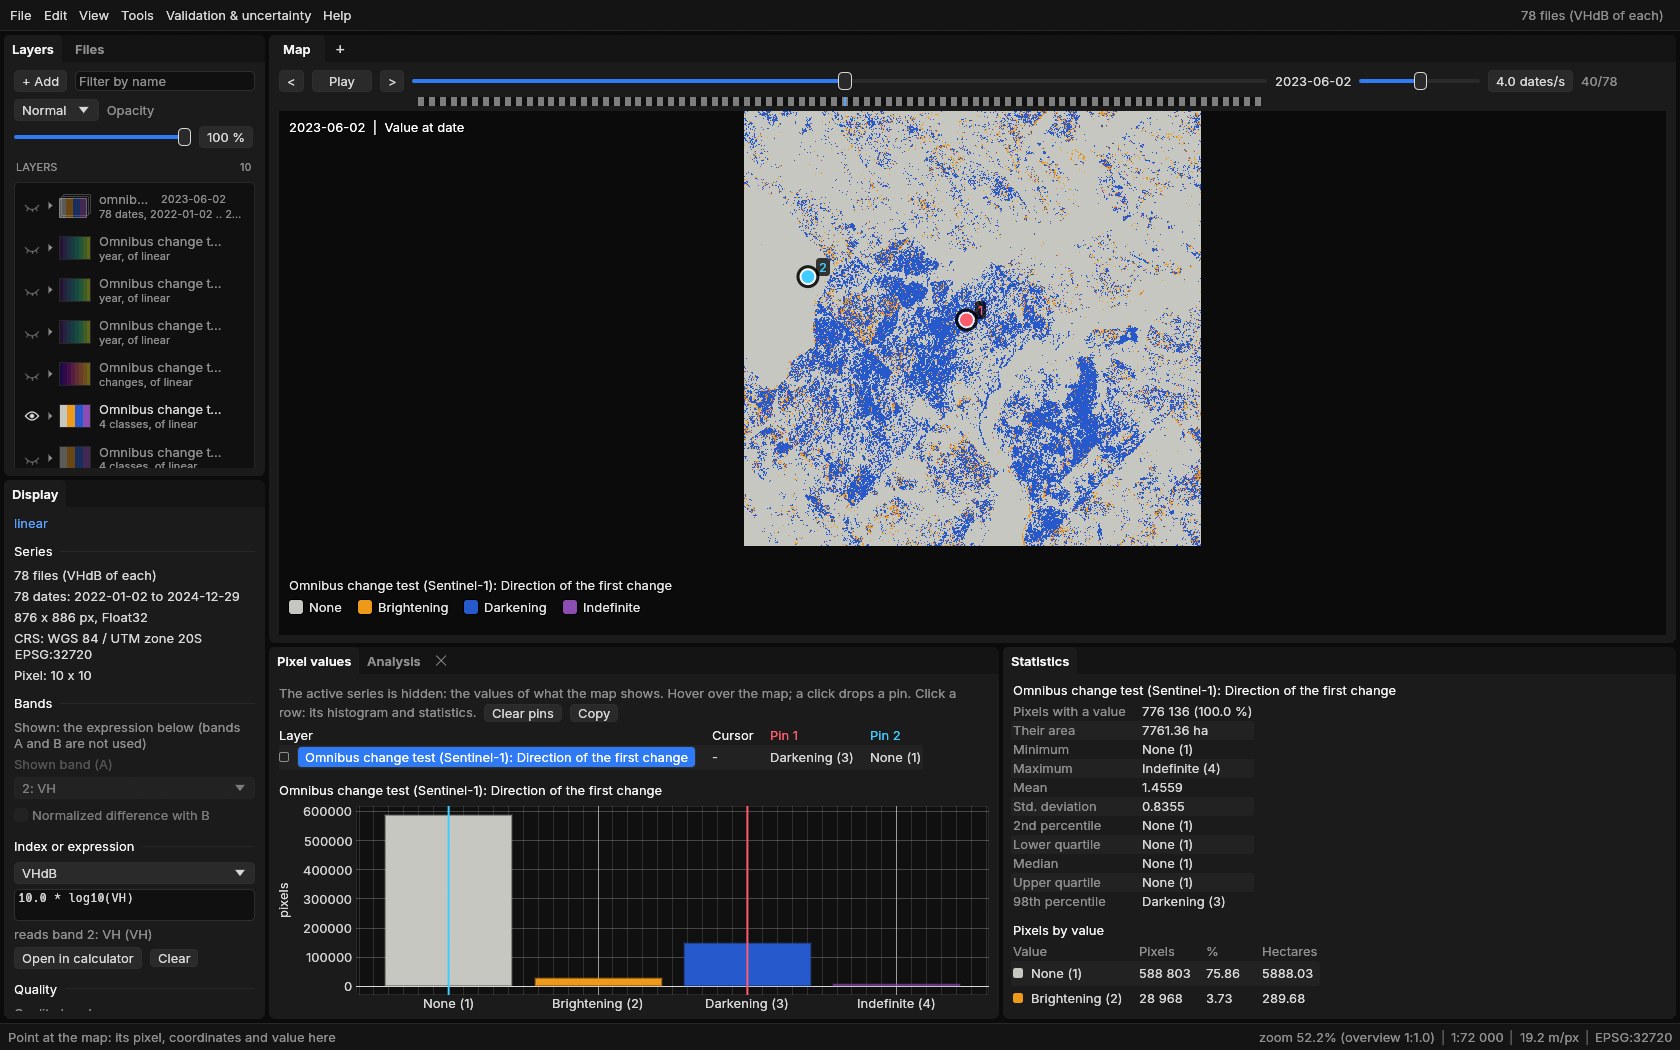 File Edit View Tools Validation & uncertainty Help
78 files (VHdB of each)
Layers Files
+ Add Filter by name
Normal Opacity
100 %
LAYERS 10
omnib... 2023-06-02
78 dates, 2022-01-02 .. 2...
Omnibus change t...
year, of linear
Omnibus change t...
year, of linear
Omnibus change t...
year, of linear
Omnibus change t...
changes, of linear
Omnibus change t...
4 classes, of linear
Omnibus change t...
4 classes, of linear
Display
linear
Series
78 files (VHdB of each)
78 dates: 2022-01-02 to 2024-12-29
876 x 886 px, Float32
CRS: WGS 84 / UTM zone 20S
EPSG:32720
Pixel: 10 x 10
Bands
Shown: the expression below (bands
A and B are not used)
Shown band (A)
2: VH
Normalized difference with B
Index or expression
VHdB
10.0 * log10(VH)
reads band 2: VH (VH)
Open in calculator Clear
Quality
Map +
< Play > 2023-06-02 4.0 dates/s 40/78
2023-06-02 | Value at date
2
1
Omnibus change test (Sentinel-1): Direction of the first change
None Brightening Darkening Indefinite
Pixel values Analysis
The active series is hidden: the values of what the map shows. Hover over the map; a click drops a pin. Click a
row: its histogram and statistics. Clear pins Copy
Layer Cursor Pin 1 Pin 2
Omnibus change test (Sentinel-1): Direction of the first change - Darkening (3) None (1)
Omnibus change test (Sentinel-1): Direction of the first change
600000
500000
400000
300000
200000
100000
0
pixels
None (1) Brightening (2) Darkening (3) Indefinite (4)
Statistics
Omnibus change test (Sentinel-1): Direction of the first change
Pixels with a value 776 136 (100.0 %)
Their area 7761.36 ha
Minimum None (1)
Maximum Indefinite (4)
Mean 1.4559
Std. deviation 0.8355
2nd percentile None (1)
Lower quartile None (1)
Median None (1)
Upper quartile None (1)
98th percentile Darkening (3)
Pixels by value
Value Pixels % Hectares
None (1) 588 803 75.86 5888.03
Brightening (2) 28 968 3.73 289.68
Point at the map: its pixel, coordinates and value here
zoom 52.2% (overview 1:1.0) | 1:72 000 | 19.2 m/px | EPSG:32720